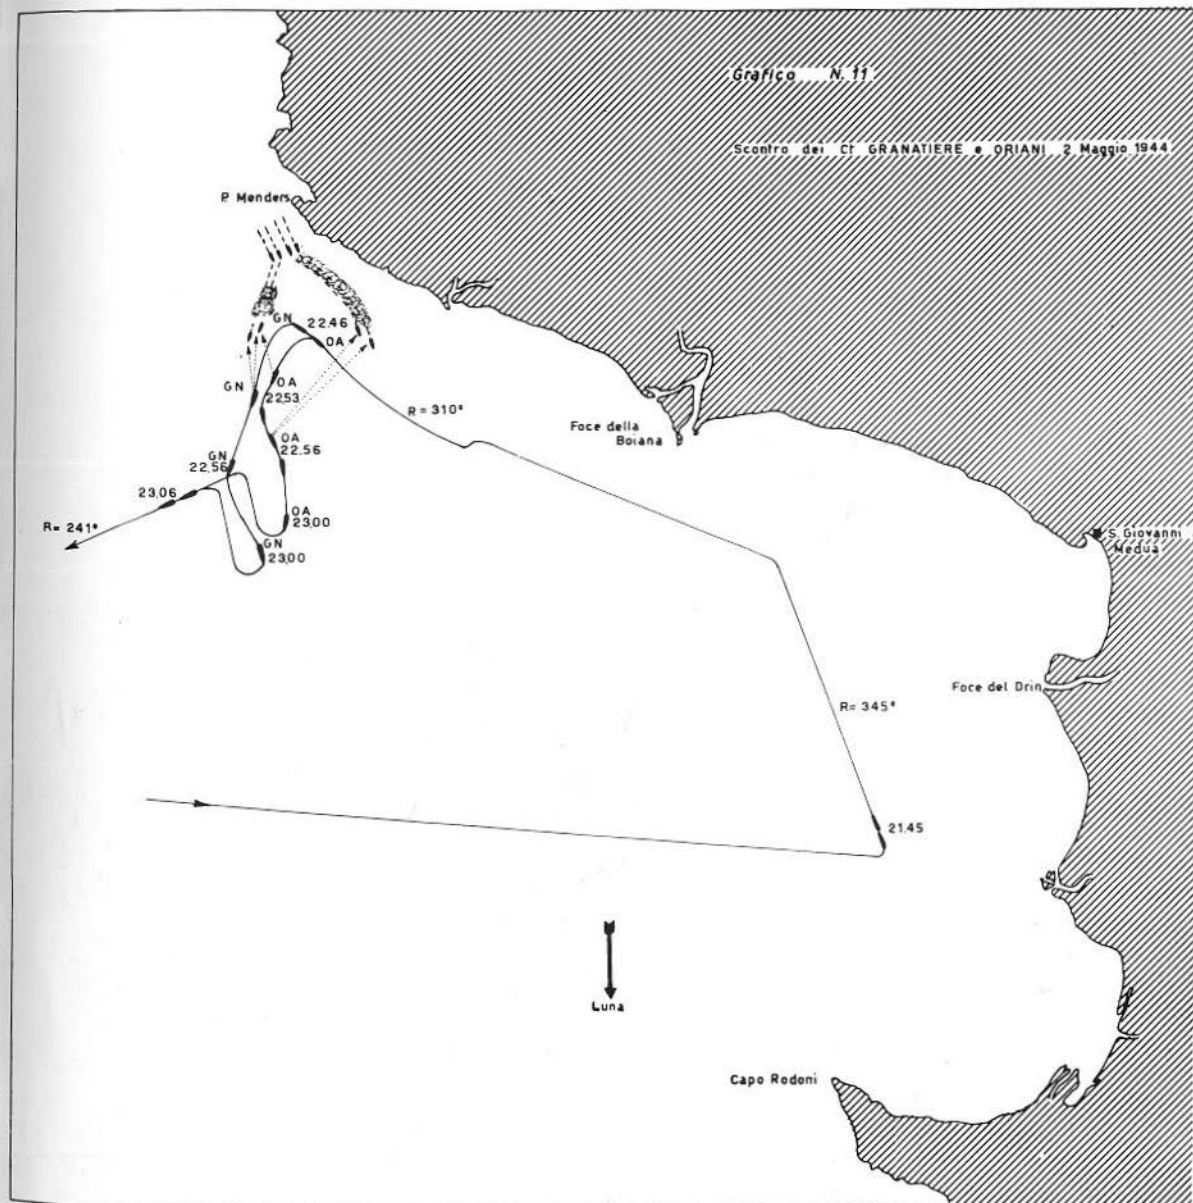 Grafico N. 11
Scontro dei Ct GRANATIERE e ORIANI 2 Maggio 1944.
P. Menders
GN
22.46
OA
GN
OA
22.53
R = 310°
Foce della
Boiana
OA
22.56
GN
22.56
23.06
R = 241°
OA
23.00
GN
23.00
S. Giovanni
Medua
Foce del Drin
R = 345°
21.45
Luna
Capo Rodoni